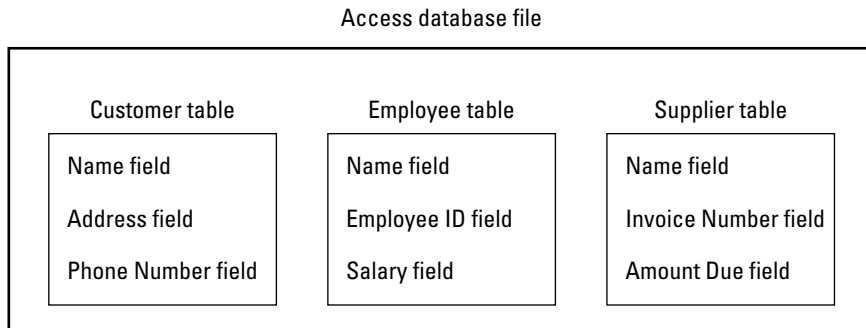 Access database file
Customer table
Name field
Address field
Phone Number field
Employee table
Name field
Employee ID field
Salary field
Supplier table
Name field
Invoice Number field
Amount Due field